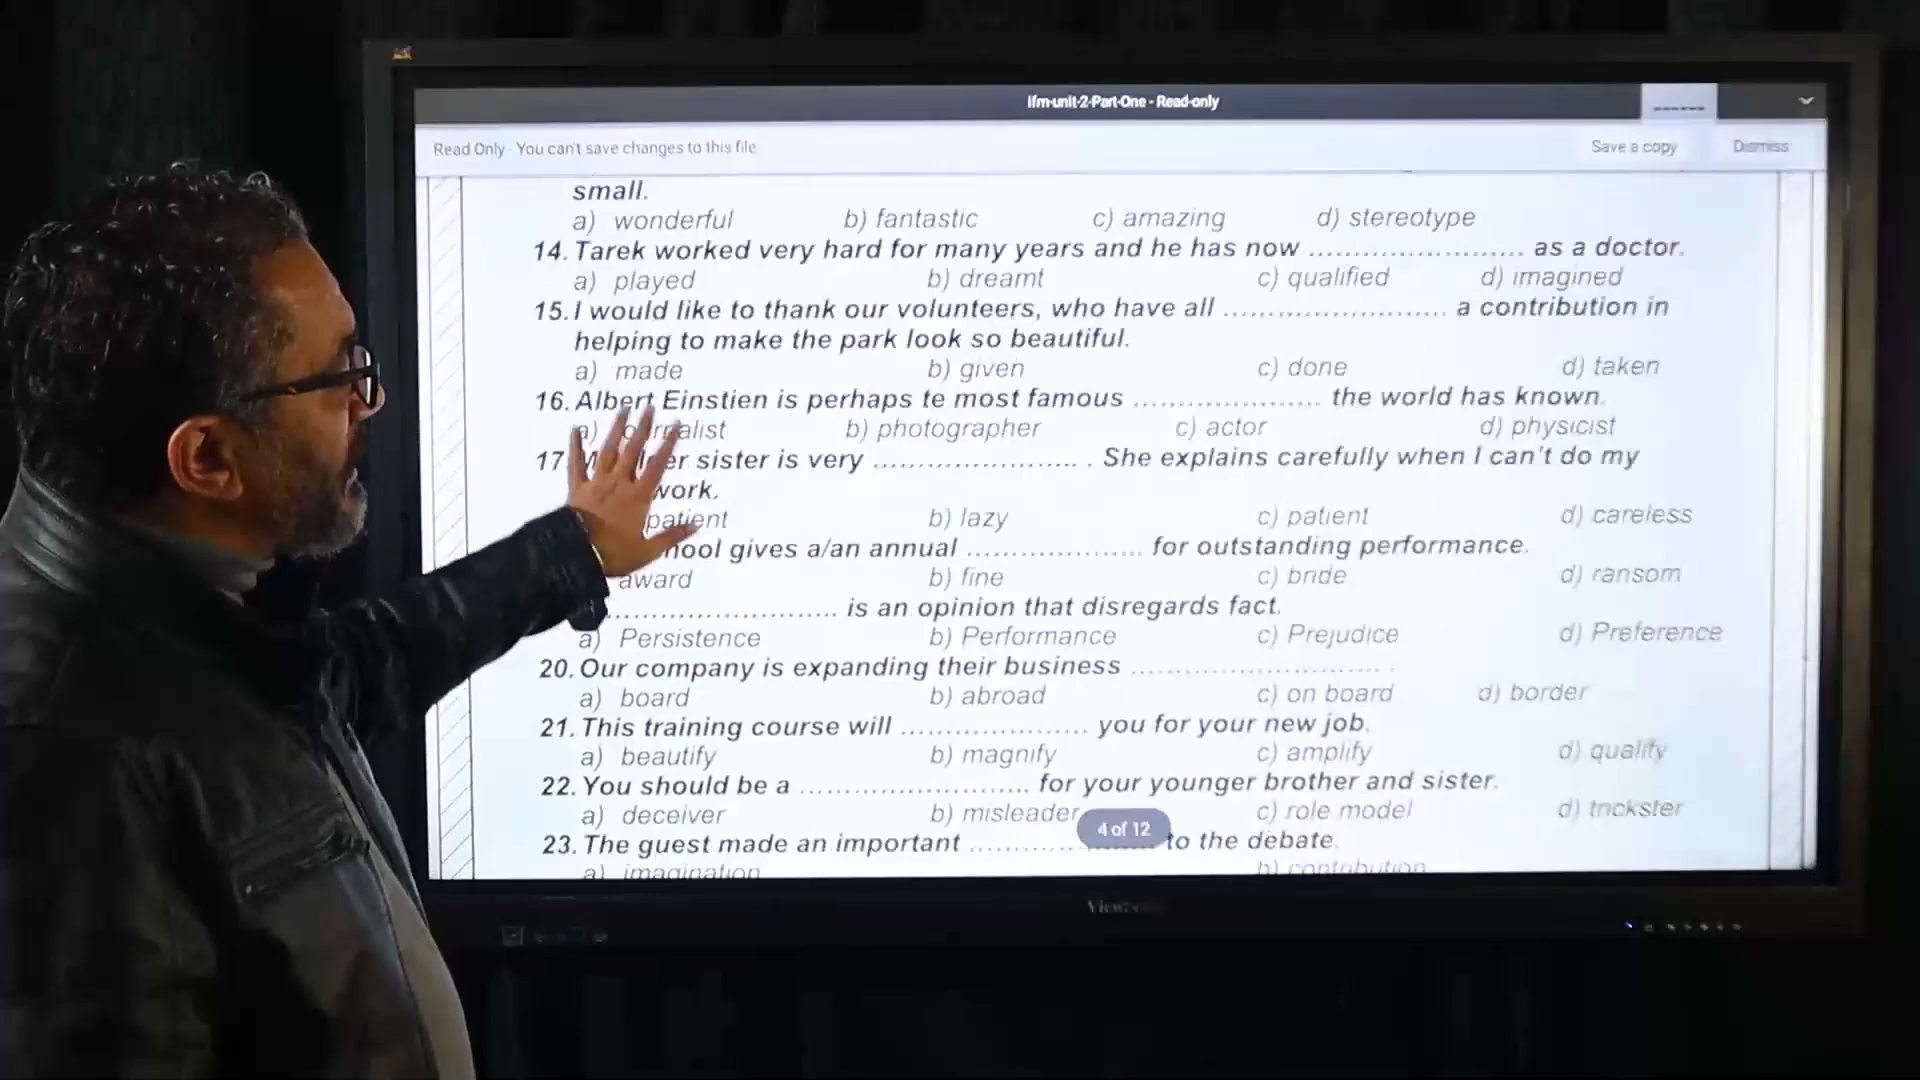 lfm-unit-2-Part-One - Read-only
Read Only - You can't save changes to this file
Save a copy
Dismiss
small.
a) wonderful b) fantastic c) amazing d) stereotype
14. Tarek worked very hard for many years and he has now ........................ as a doctor.
a) played b) dreamt c) qualified d) imagined
15. I would like to thank our volunteers, who have all ......................... a contribution in
helping to make the park look so beautiful.
a) made b) given c) done d) taken
16. Albert Einstien is perhaps te most famous ..................... the world has known.
b) photographer c) actor d) physicist
17 sister is very ....................... . She explains carefully when I can't do my
work.
patient b) lazy c) patient d) careless
gives a/an annual .................... for outstanding performance.
award b) fine c) bride d) ransom
.......................... is an opinion that disregards fact.
a) Persistence b) Performance c) Prejudice d) Preference
20. Our company is expanding their business ............................ .
a) board b) abroad c) on board d) border
21. This training course will ..................... you for your new job.
a) beautify b) magnify c) amplify d) qualify
22. You should be a .......................... for your younger brother and sister.
a) deceiver b) misleader c) role model d) trickster
4 of 12
23. The guest made an important ..................... to the debate.
a) imagination b) contribution